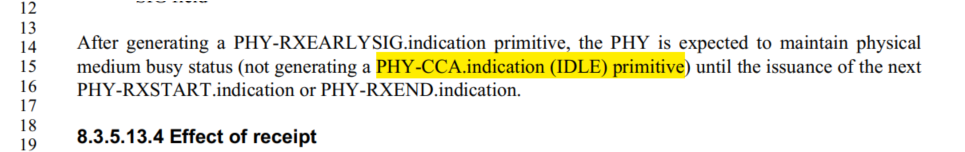 12
13
14 After generating a PHY-RXEARLYSIG.indication primitive, the PHY is expected to maintain physical
15 medium busy status (not generating a PHY-CCA.indication (IDLE) primitive) until the issuance of the next
16 PHY-RXSTART.indication or PHY-RXEND.indication.
17
18
19 8.3.5.13.4 Effect of receipt